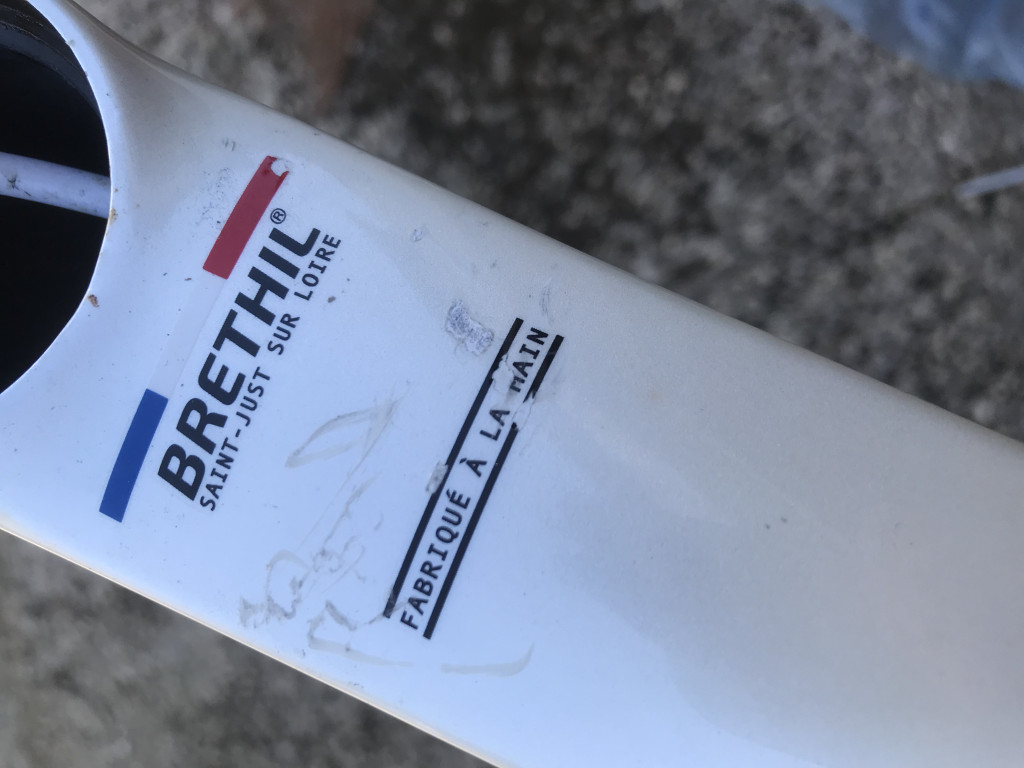 BRETHIL®
SAINT-JUST SUR LOIRE
FABRIQUÉ À LA MAIN